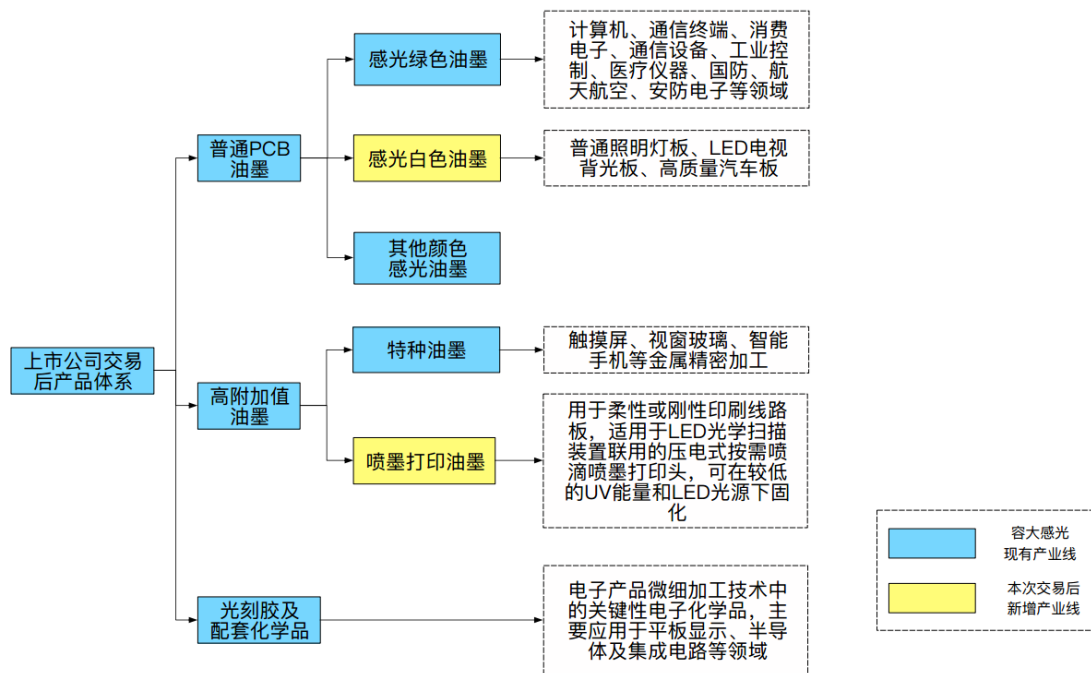 上市公司交易
后产品体系
普通PCB
油墨
感光绿色油墨
计算机、通信终端、消费
电子、通信设备、工业控
制、医疗仪器、国防、航
天航空、安防电子等领域
感光白色油墨
普通照明灯板、LED电视
背光板、高质量汽车板
其他颜色
感光油墨
高附加值
油墨
特种油墨
触摸屏、视窗玻璃、智能
手机等金属精密加工
喷墨打印油墨
用于柔性或刚性印刷线路
板，适用于LED光学扫描
装置联用的压电式按需喷
滴喷墨打印头，可在较低
的UV能量和LED光源下固
化
光刻胶及
配套化学品
电子产品微细加工技术中
的关键性电子化学品，主
要应用于平板显示、半导
体及集成电路等领域
容大感光
现有产业线
本次交易后
新增产业线